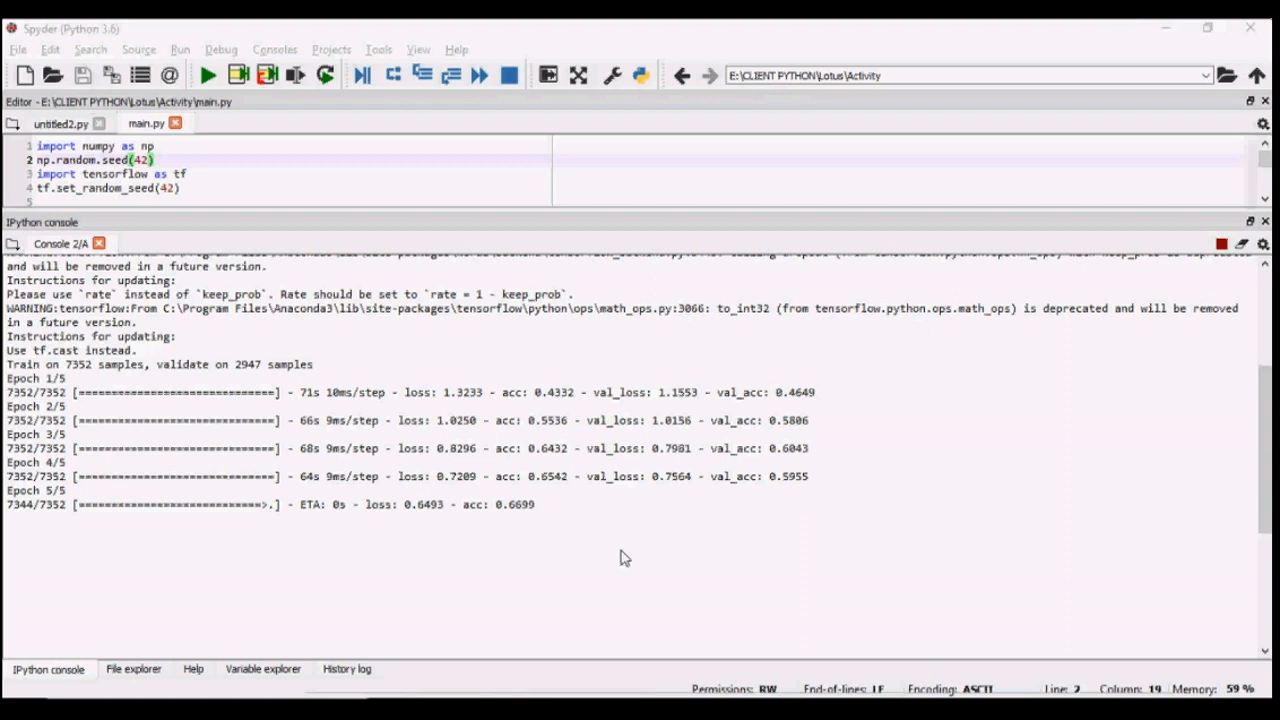 Spyder (Python 3.6)
File Edit Search Source Run Debug Consoles Projects Tools View Help
E:\CLIENT PYTHON\Lotus\Activity
Editor - E:\CLIENT PYTHON\Lotus\Activity\main.py
untitled2.py main.py
1 import numpy as np
2 np.random.seed(42)
3 import tensorflow as tf
4 tf.set_random_seed(42)
5
IPython console
Console 2/A
and will be removed in a future version.
Instructions for updating:
Please use `rate` instead of `keep_prob`. Rate should be set to `rate = 1 - keep_prob`.
WARNING:tensorflow:From C:\Program Files\Anaconda3\lib\site-packages\tensorflow\python\ops\math_ops.py:3066: to_int32 (from tensorflow.python.ops.math_ops) is deprecated and will be removed
in a future version.
Instructions for updating:
Use tf.cast instead.
Train on 7352 samples, validate on 2947 samples
Epoch 1/5
7352/7352 [==============================] - 71s 10ms/step - loss: 1.3233 - acc: 0.4332 - val_loss: 1.1553 - val_acc: 0.4649
Epoch 2/5
7352/7352 [==============================] - 66s 9ms/step - loss: 1.0250 - acc: 0.5536 - val_loss: 1.0156 - val_acc: 0.5806
Epoch 3/5
7352/7352 [==============================] - 68s 9ms/step - loss: 0.8296 - acc: 0.6432 - val_loss: 0.7981 - val_acc: 0.6043
Epoch 4/5
7352/7352 [==============================] - 64s 9ms/step - loss: 0.7209 - acc: 0.6542 - val_loss: 0.7564 - val_acc: 0.5955
Epoch 5/5
7344/7352 [============================>.] - ETA: 0s - loss: 0.6493 - acc: 0.6699
IPython console File explorer Help Variable explorer History log
Permissions: RW End-of-lines: LF Encoding: ASCII Line: 2 Column: 19 Memory: 59 %